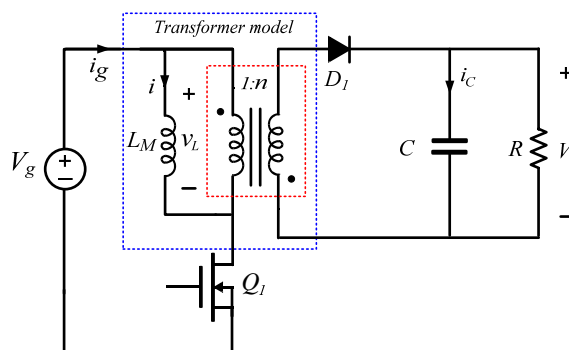 Transformer model
i_g
i
+
1:n
D_1
i_C
+
L_M
v_L
V_g
+
−
C
R
V
−
−
Q_1